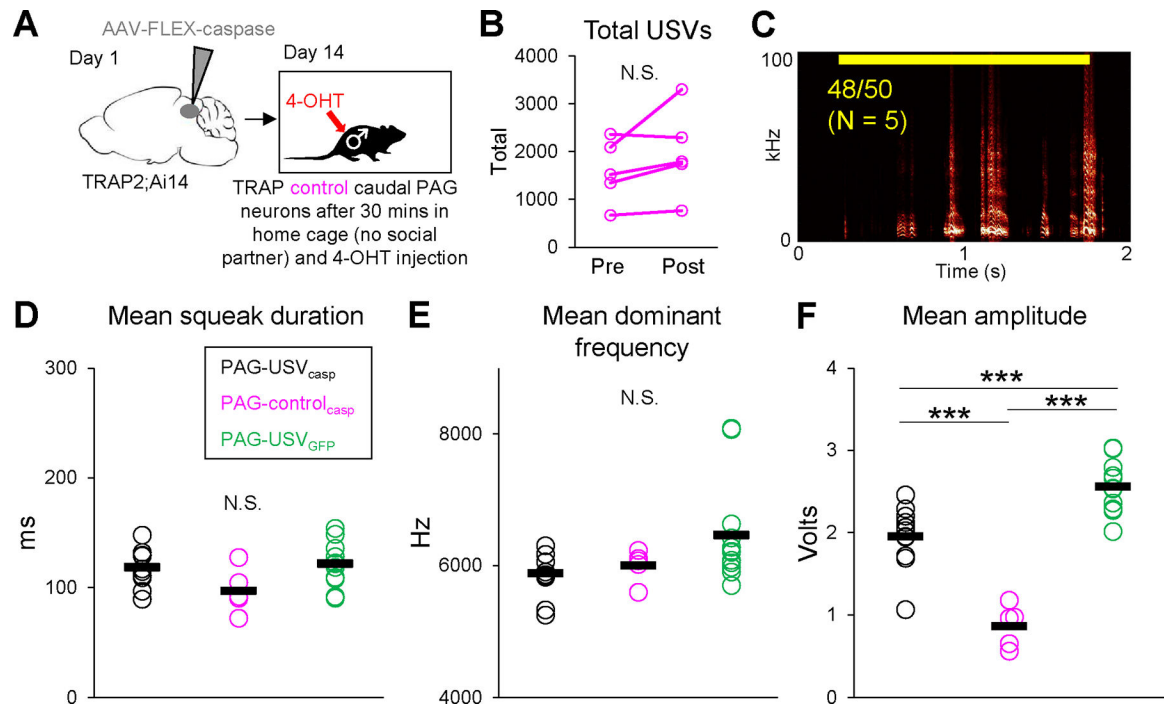 A
AAV-FLEX-caspase
Day 1
Day 14
4-OHT
♂
TRAP2;Ai14
TRAP control caudal PAG
neurons after 30 mins in
home cage (no social
partner) and 4-OHT injection
B
Total USVs
N.S.
Total
4000
3000
2000
1000
0
Pre
Post
C
100
kHz
0
48/50
(N = 5)
1
2
Time (s)
D
Mean squeak duration
300
200
100
0
ms
PAG-USVcasp
PAG-controlcasp
PAG-USVGFP
N.S.
E
Mean dominant
frequency
N.S.
8000
6000
4000
Hz
F
Mean amplitude
4
3
2
1
0
Volts
***
***
***